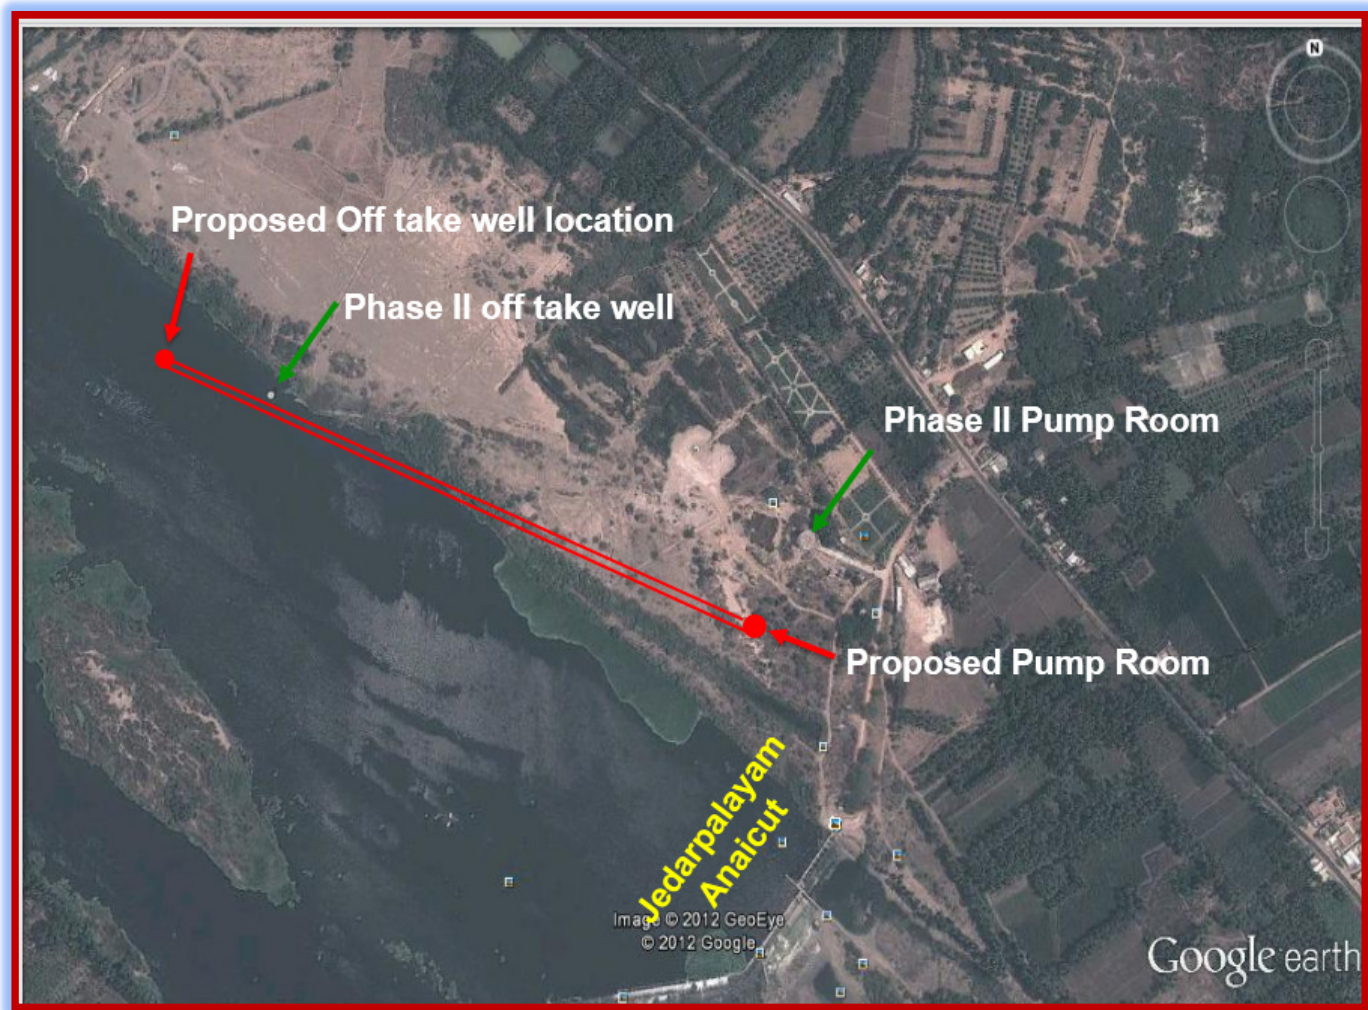 N
Proposed Off take well location
Phase II off take well
Phase II Pump Room
Proposed Pump Room
Jedarpalayam
Anaicut
Image © 2012 GeoEye
© 2012 Google
Google earth